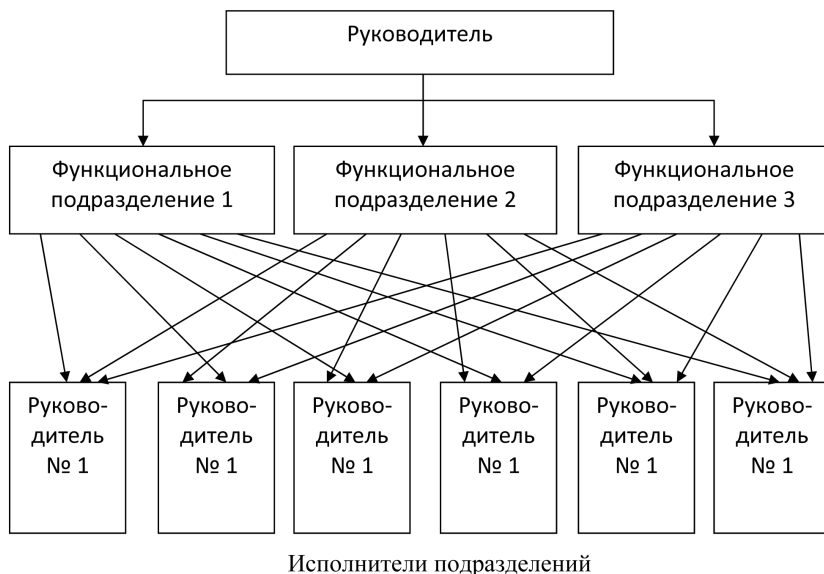 Руководитель
Функциональное
подразделение 1
Функциональное
подразделение 2
Функциональное
подразделение 3
Руково-
дитель
№ 1
Руково-
дитель
№ 1
Руково-
дитель
№ 1
Руково-
дитель
№ 1
Руково-
дитель
№ 1
Руково-
дитель
№ 1
Исполнители подразделений